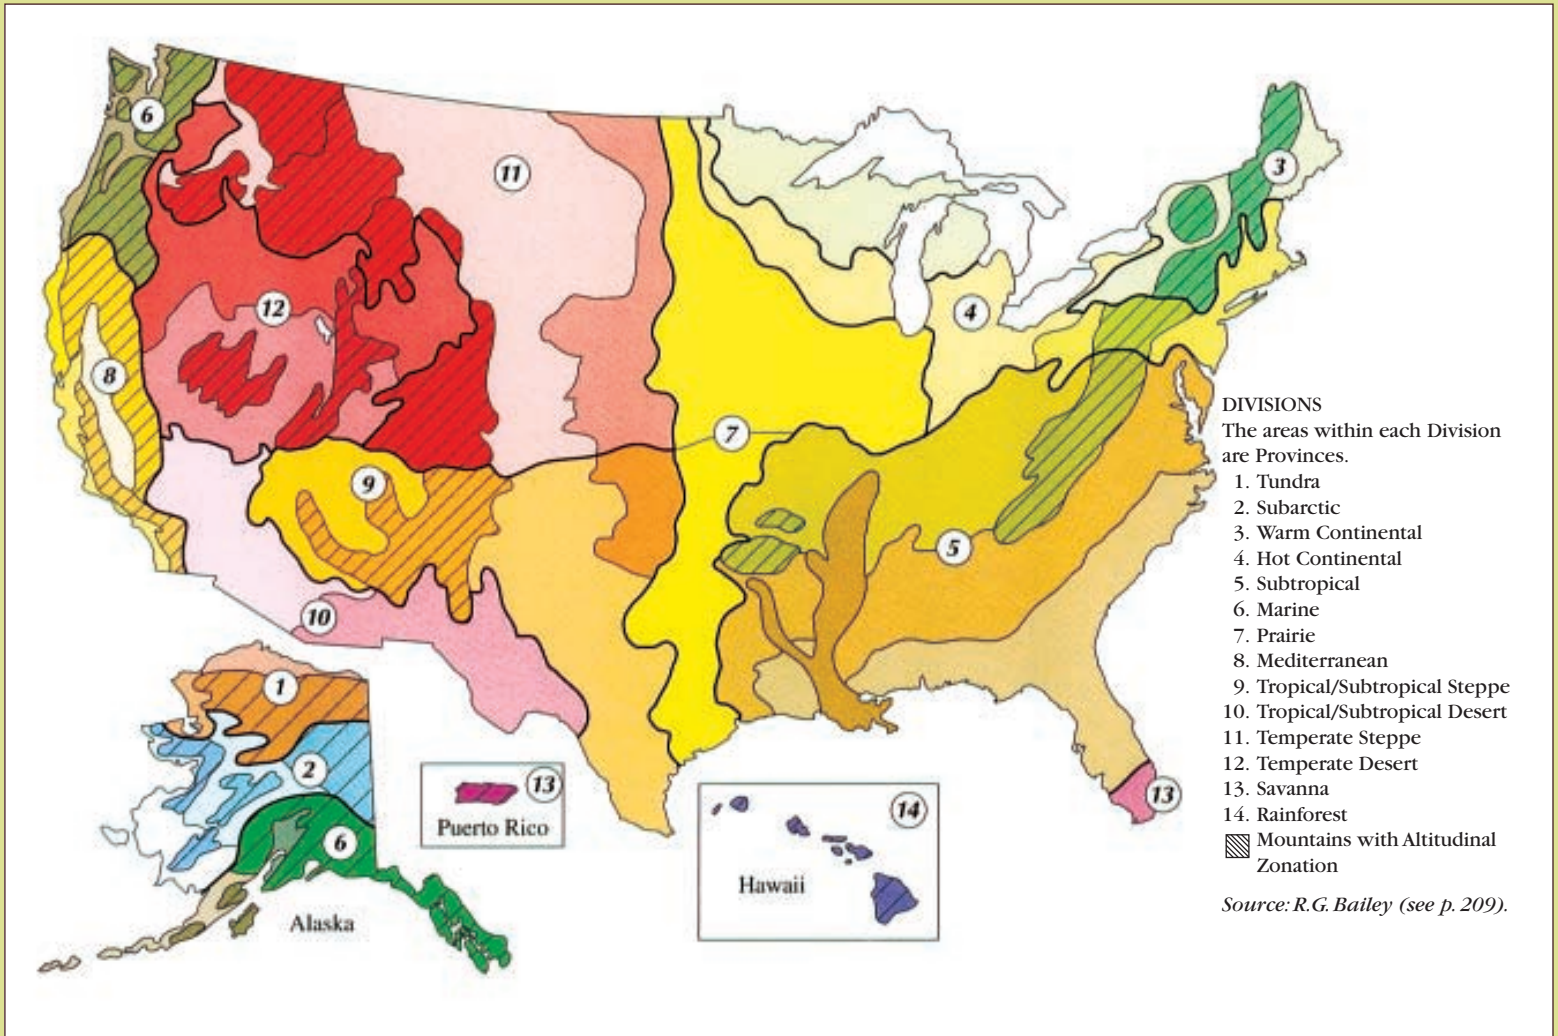 6
3
11
12
4
8
7
9
5
10
1
2
6
Alaska
13
Puerto Rico
14
Hawaii
13
DIVISIONS
The areas within each Division
are Provinces.
1. Tundra
2. Subarctic
3. Warm Continental
4. Hot Continental
5. Subtropical
6. Marine
7. Prairie
8. Mediterranean
9. Tropical/Subtropical Steppe
10. Tropical/Subtropical Desert
11. Temperate Steppe
12. Temperate Desert
13. Savanna
14. Rainforest
Mountains with Altitudinal
Zonation
Source: R.G. Bailey (see p. 209).